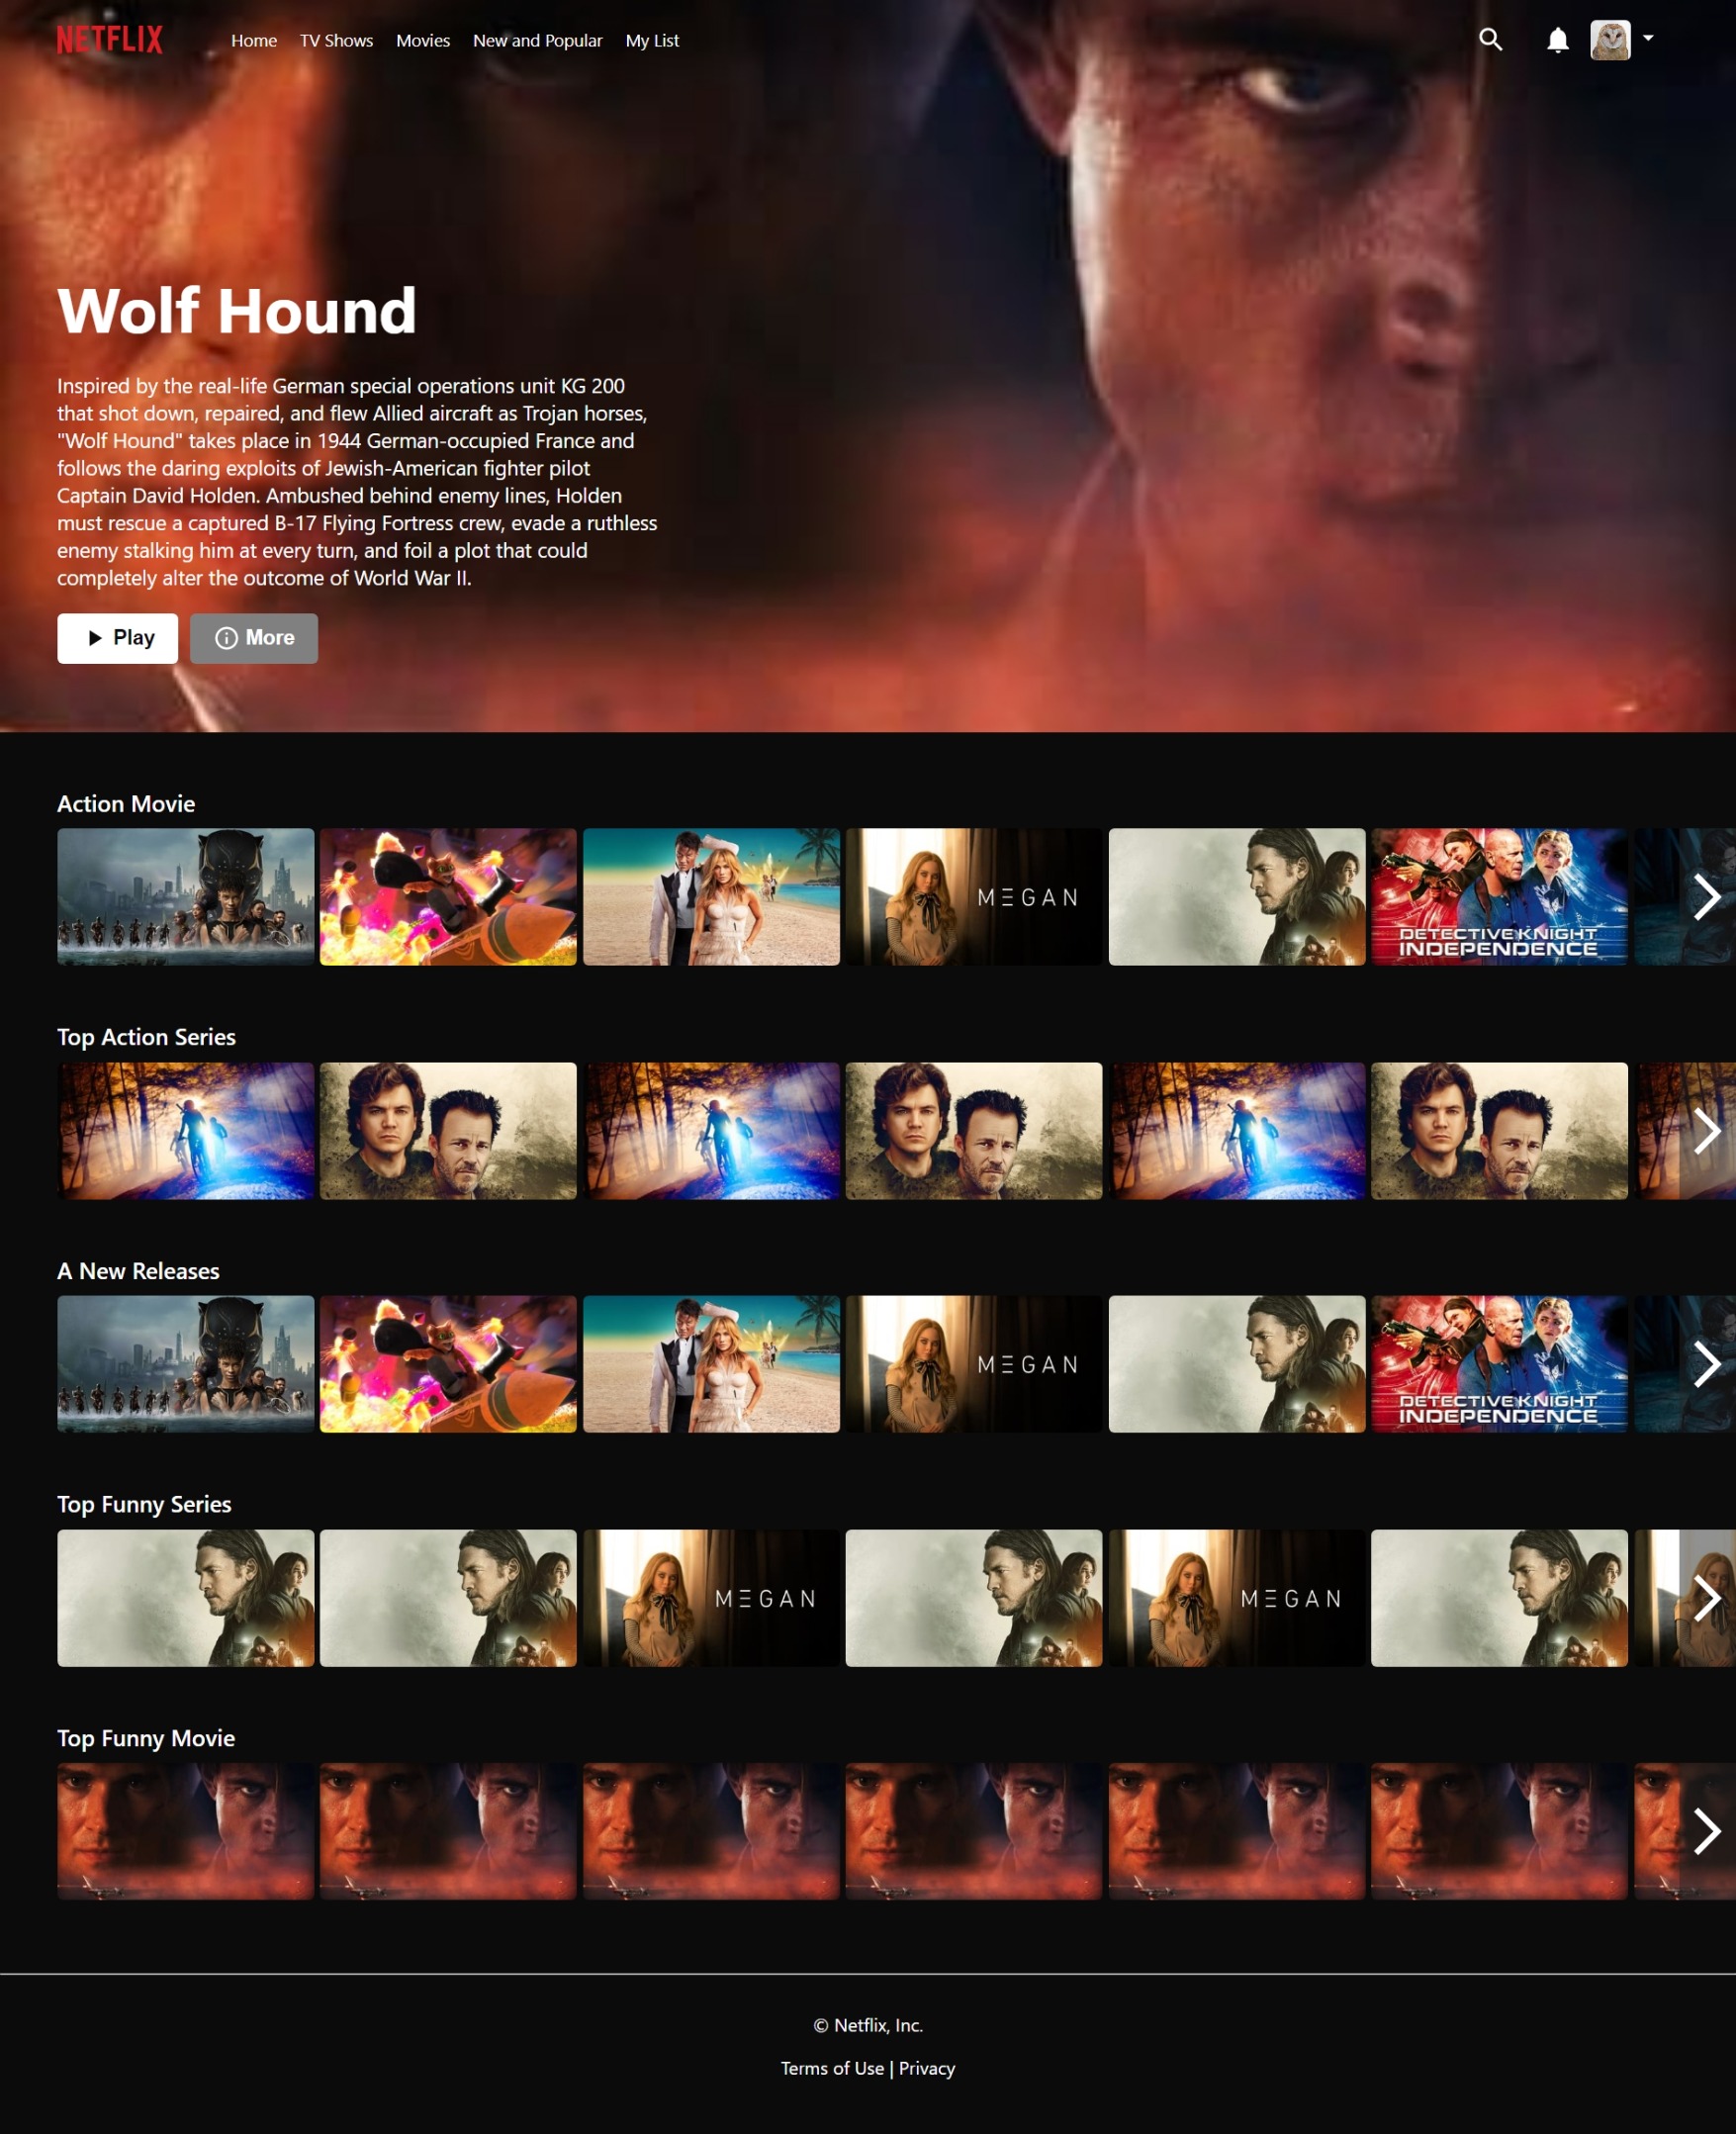 NETFLIX Home TV Shows Movies New and Popular My List
Wolf Hound
Inspired by the real-life German special operations unit KG 200
that shot down, repaired, and flew Allied aircraft as Trojan horses,
"Wolf Hound" takes place in 1944 German-occupied France and
follows the daring exploits of Jewish-American fighter pilot
Captain David Holden. Ambushed behind enemy lines, Holden
must rescue a captured B-17 Flying Fortress crew, evade a ruthless
enemy stalking him at every turn, and foil a plot that could
completely alter the outcome of World War II.
Play More
Action Movie
MΞGAN
DETECTIVE KNIGHT
INDEPENDENCE
Top Action Series
A New Releases
MΞGAN
DETECTIVE KNIGHT
INDEPENDENCE
Top Funny Series
MΞGAN
MΞGAN
Top Funny Movie
© Netflix, Inc.
Terms of Use | Privacy